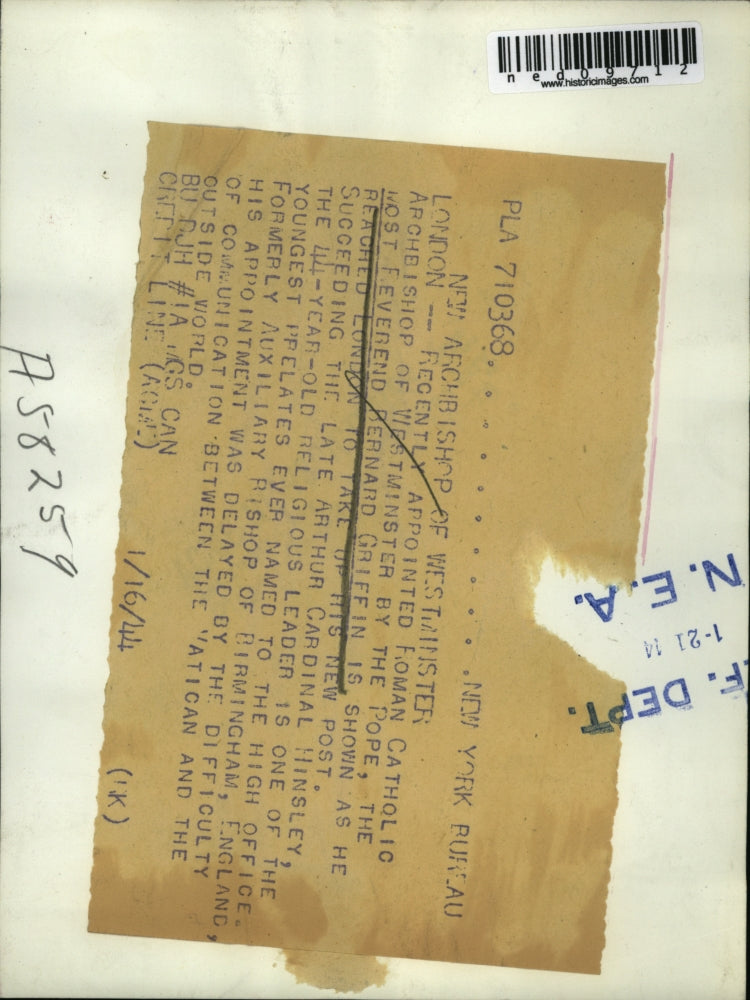 ned09712
www.historicimages.com
PLA 710368. . . . . . . . . NEW YORK BUREAU
NEW ARCHBISHOP OF WESTMINSTER
LONDON -- RECENTLY APPOINTED ROMAN CATHOLIC
ARCHBISHOP OF WESTMINSTER BY THE POPE, THE
MOST REVEREND BERNARD GRIFFIN IS SHOWN AS HE
REACHED LONDON TO TAKE UP HIS NEW POST.
SUCCEEDING THE LATE ARTHUR CARDINAL HINSLEY,
THE 44-YEAR-OLD RELIGIOUS LEADER IS ONE OF THE
YOUNGEST PRELATES EVER NAMED TO THE HIGH OFFICE.
FORMERLY AUXILIARY BISHOP OF BIRMINGHAM, ENGLAND,
HIS APPOINTMENT WAS DELAYED BY THE DIFFICULTY
OF COMMUNICATION BETWEEN THE VATICAN AND THE
OUTSIDE WORLD.
BU CAN
CREDIT LINE (ACME) 1/16/44
A58259
N.E.A.
1-21 44
F. DEPT.